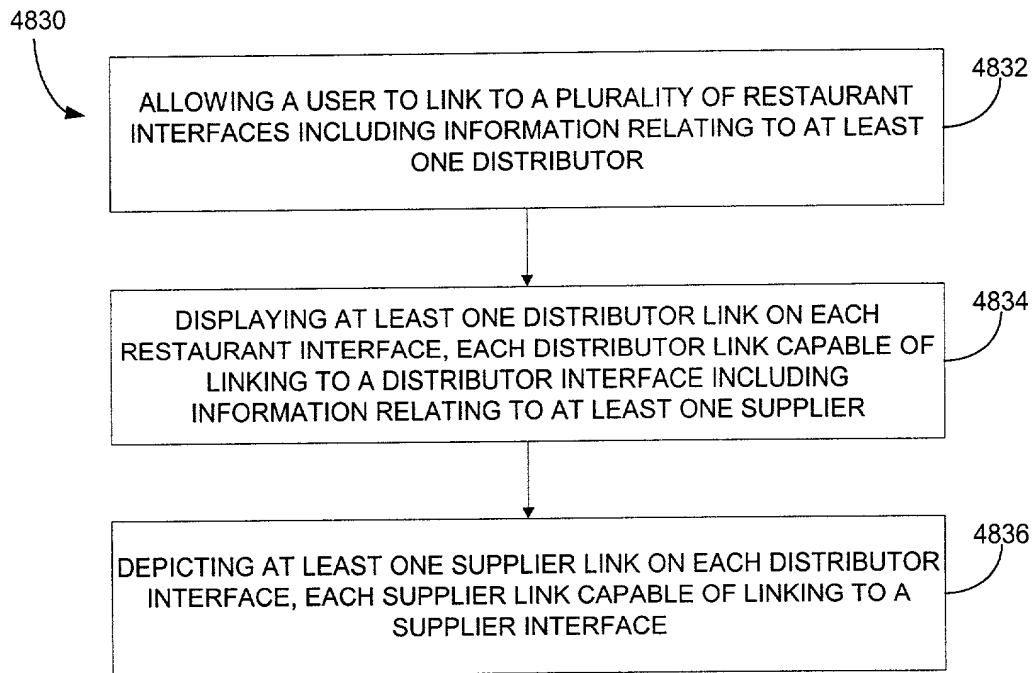 4830
4832
ALLOWING A USER TO LINK TO A PLURALITY OF RESTAURANT
INTERFACES INCLUDING INFORMATION RELATING TO AT LEAST
ONE DISTRIBUTOR
4834
DISPLAYING AT LEAST ONE DISTRIBUTOR LINK ON EACH
RESTAURANT INTERFACE, EACH DISTRIBUTOR LINK CAPABLE OF
LINKING TO A DISTRIBUTOR INTERFACE INCLUDING
INFORMATION RELATING TO AT LEAST ONE SUPPLIER
4836
DEPICTING AT LEAST ONE SUPPLIER LINK ON EACH DISTRIBUTOR
INTERFACE, EACH SUPPLIER LINK CAPABLE OF LINKING TO A
SUPPLIER INTERFACE